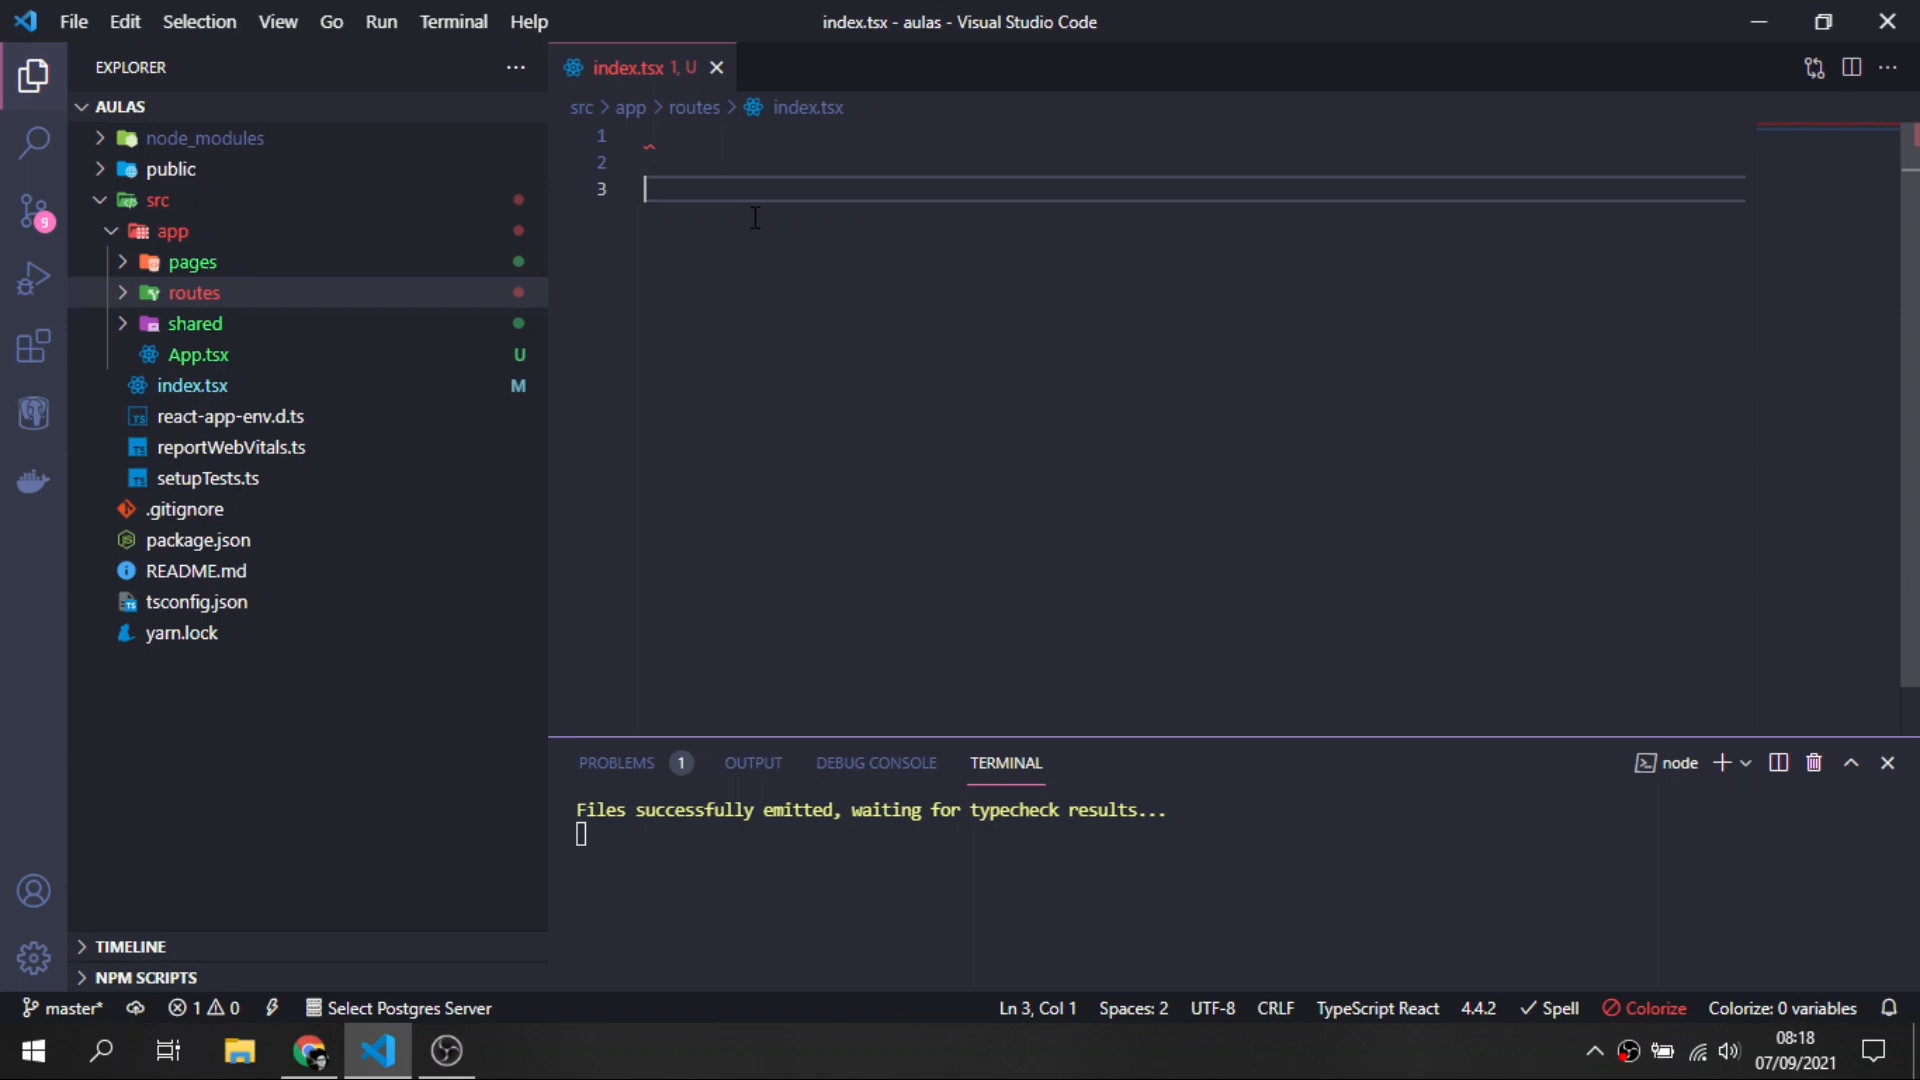 File Edit Selection View Go Run Terminal Help
index.tsx - aulas - Visual Studio Code
EXPLORER
AULAS
node_modules
public
src
app
pages
routes
shared
App.tsx U
index.tsx M
react-app-env.d.ts
reportWebVitals.ts
setupTests.ts
.gitignore
package.json
README.md
tsconfig.json
yarn.lock
TIMELINE
NPM SCRIPTS
9
index.tsx 1, U
src > app > routes > index.tsx
1
2
3
PROBLEMS 1 OUTPUT DEBUG CONSOLE TERMINAL
node
Files successfully emitted, waiting for typecheck results...
master* 1 0 Select Postgres Server
Ln 3, Col 1 Spaces: 2 UTF-8 CRLF TypeScript React 4.4.2 Spell Colorize Colorize: 0 variables
08:18
07/09/2021